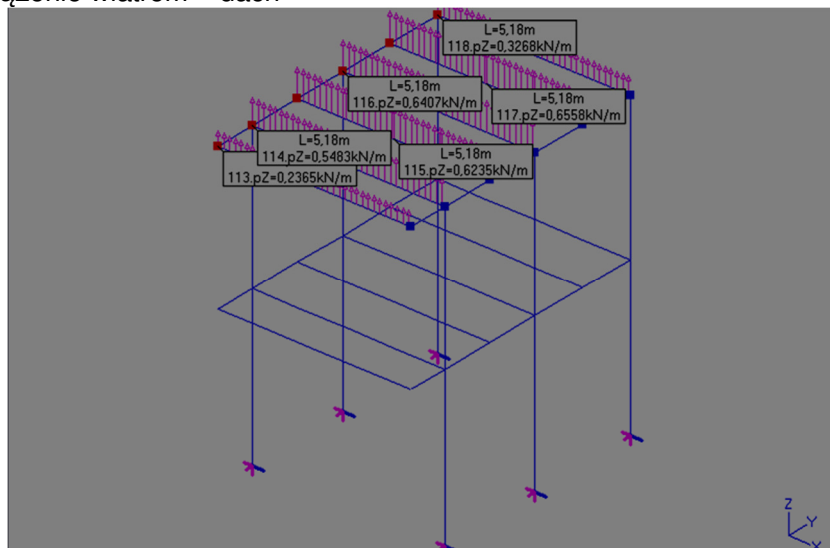 L=5,18m
118.pZ=0,3268kN/m
L=5,18m
116.pZ=0,6407kN/m
L=5,18m
117.pZ=0,6558kN/m
L=5,18m
114.pZ=0,5483kN/m
L=5,18m
115.pZ=0,6235kN/m
113.pZ=0,2365kN/m
Z
Y
X